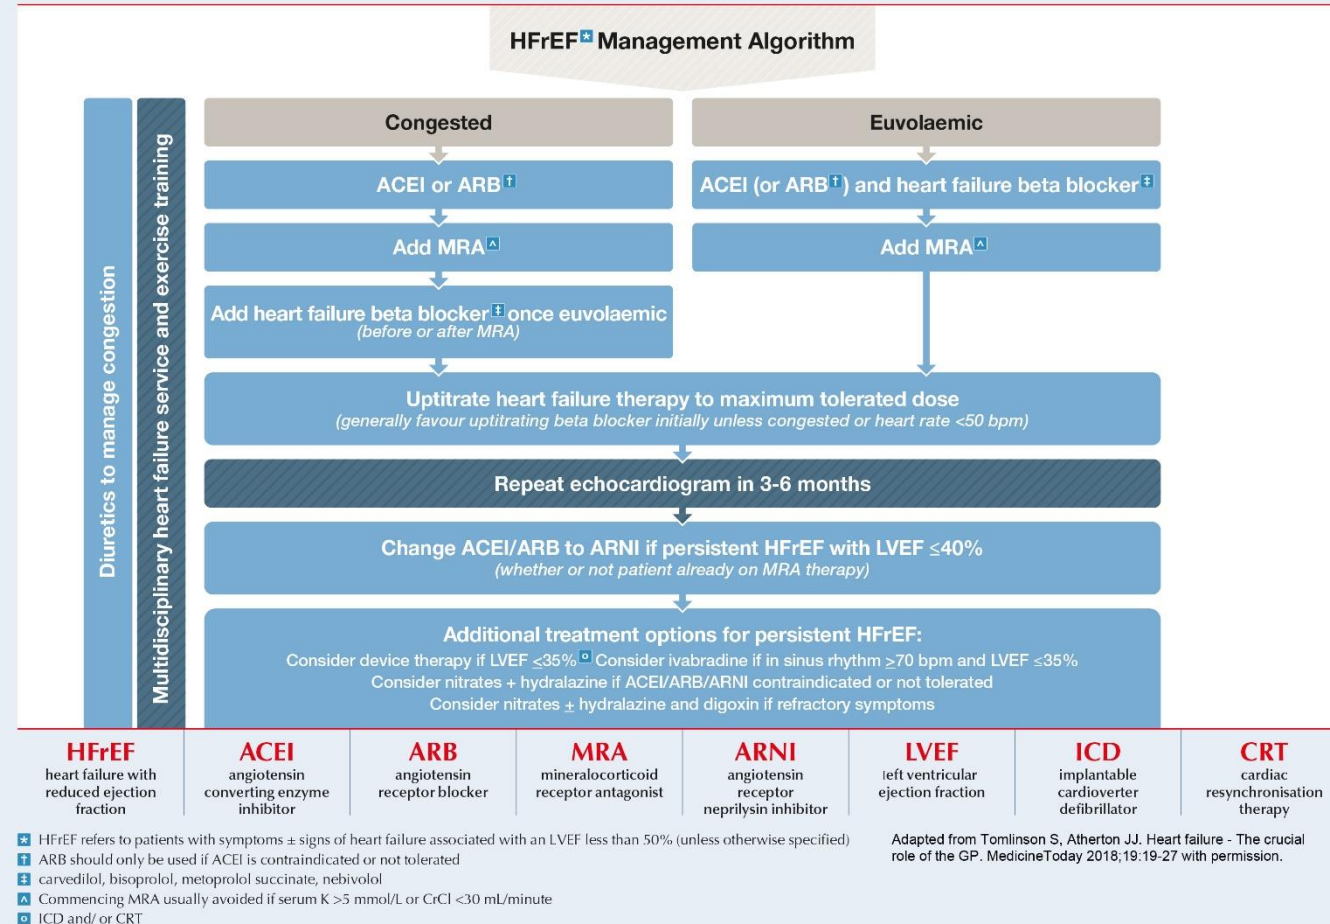 HFrEF* Management Algorithm
Diuretics to manage congestion
Multidisciplinary heart failure service and exercise training
Congested
Euvolaemic
ACEI or ARB†
ACEI (or ARB†) and heart failure beta blocker‡
Add MRA^
Add MRA^
Add heart failure beta blocker‡ once euvolaemic
(before or after MRA)
Uptitrate heart failure therapy to maximum tolerated dose
(generally favour uptitrating beta blocker initially unless congested or heart rate <50 bpm)
Repeat echocardiogram in 3-6 months
Change ACEI/ARB to ARNI if persistent HFrEF with LVEF ≤40%
(whether or not patient already on MRA therapy)
Additional treatment options for persistent HFrEF:
Consider device therapy if LVEF ≤35%o Consider ivabradine if in sinus rhythm ≥70 bpm and LVEF ≤35%
Consider nitrates + hydralazine if ACEI/ARB/ARNI contraindicated or not tolerated
Consider nitrates ± hydralazine and digoxin if refractory symptoms
HFrEF
heart failure with
reduced ejection
fraction
ACEI
angiotensin
converting enzyme
inhibitor
ARB
angiotensin
receptor blocker
MRA
mineralocorticoid
receptor antagonist
ARNI
angiotensin
receptor
neprilysin inhibitor
LVEF
left ventricular
ejection fraction
ICD
implantable
cardioverter
defibrillator
CRT
cardiac
resynchronisation
therapy
* HFrEF refers to patients with symptoms ± signs of heart failure associated with an LVEF less than 50% (unless otherwise specified)
† ARB should only be used if ACEI is contraindicated or not tolerated
‡ carvedilol, bisoprolol, metoprolol succinate, nebivolol
^ Commencing MRA usually avoided if serum K >5 mmol/L or CrCl <30 mL/minute
o ICD and/ or CRT
Adapted from Tomlinson S, Atherton JJ. Heart failure - The crucial
role of the GP. MedicineToday 2018;19:19-27 with permission.